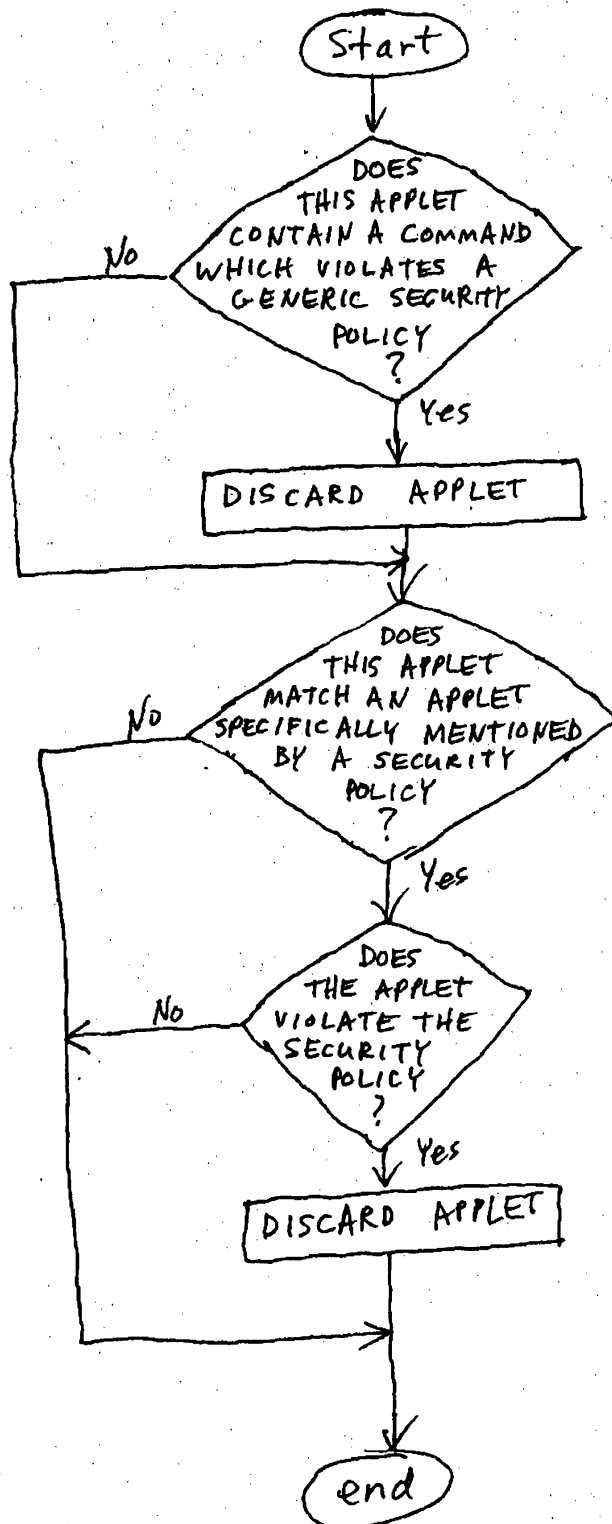 Start
DOES
THIS APPLET
CONTAIN A COMMAND
WHICH VIOLATES A
GENERIC SECURITY
POLICY
?
No
Yes
DISCARD APPLET
DOES
THIS APPLET
MATCH AN APPLET
SPECIFICALLY MENTIONED
BY A SECURITY
POLICY
?
No
Yes
DOES
THE APPLET
VIOLATE THE
SECURITY
POLICY
?
No
Yes
DISCARD APPLET
end